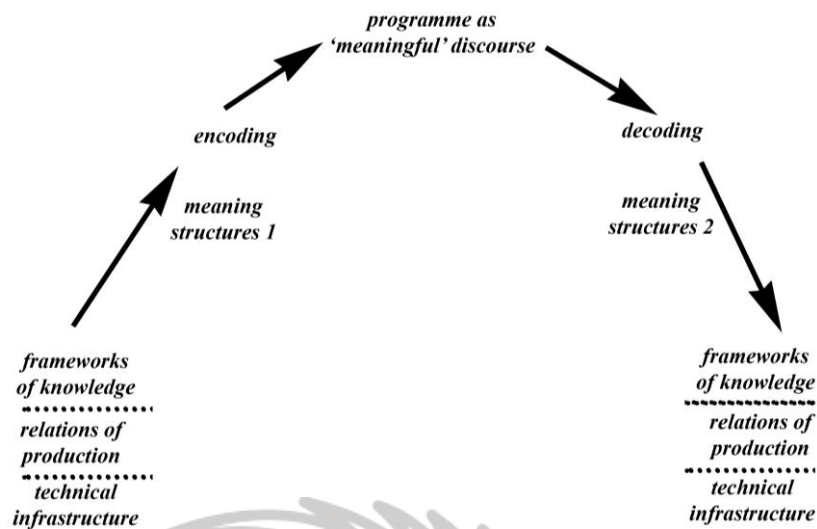 programme as
‘meaningful’ discourse
encoding
decoding
meaning
structures 1
meaning
structures 2
frameworks
of knowledge
relations of
production
technical
infrastructure
frameworks
of knowledge
relations of
production
technical
infrastructure